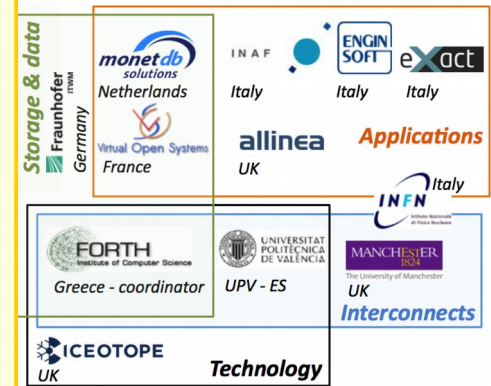 Storage & data
Fraunhofer
ITWM
Germany
monetdb
solutions
Netherlands
Virtual Open Systems
France
INAF
Italy
ENGIN
SOFT
Italy
eXact
Italy
allinea
UK
Applications
INFN
Italy
Istituto Nazionale
di Fisica Nucleare
FORTH
Institute of Computer Science
Greece - coordinator
UNIVERSITAT
POLITÈCNICA
DE VALÈNCIA
UPV - ES
MANCHESTER
1824
The University of Manchester
UK
Interconnects
ICEOTOPE
UK
Technology